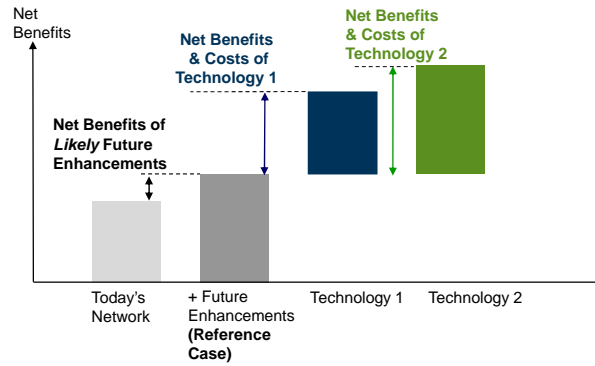 Net
Benefits
Net Benefits
& Costs of
Technology 1
Net Benefits
& Costs of
Technology 2
Net Benefits of
Likely Future
Enhancements
Today's
Network
+ Future
Enhancements
(Reference
Case)
Technology 1
Technology 2